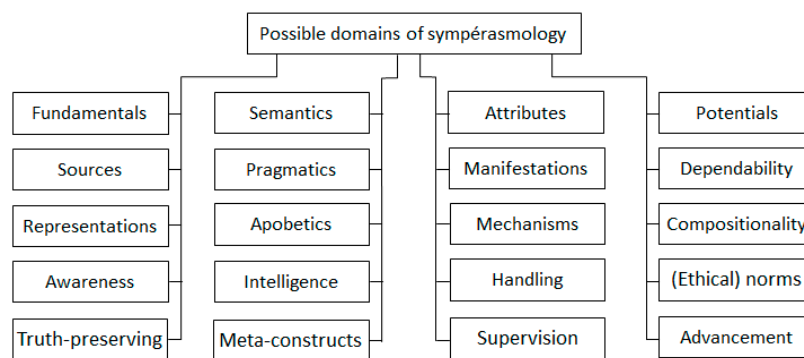 Possible domains of sympérasmology
Fundamentals
Semantics
Attributes
Potentials
Sources
Pragmatics
Manifestations
Dependability
Representations
Apobetics
Mechanisms
Compositionality
Awareness
Intelligence
Handling
(Ethical) norms
Truth-preserving
Meta-constructs
Supervision
Advancement